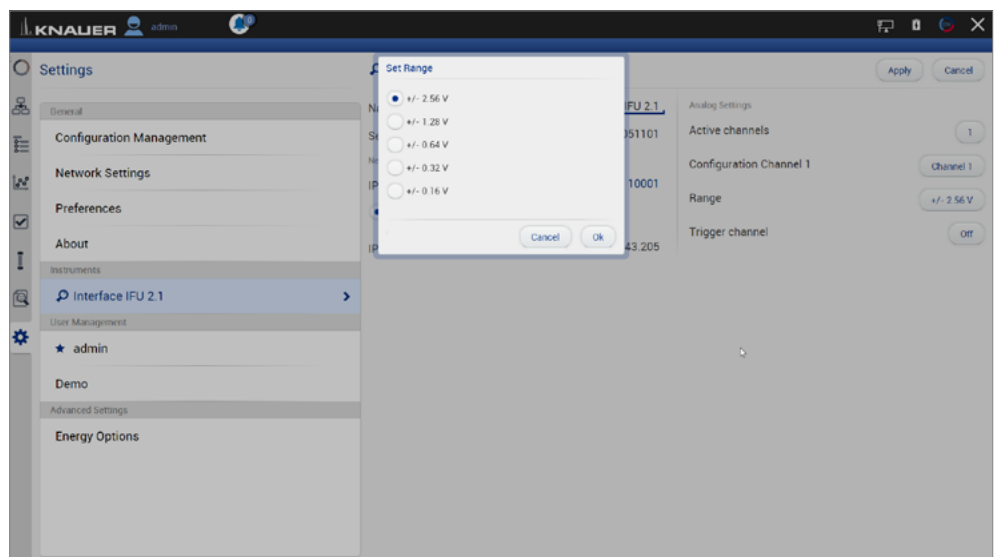 KNAUER admin 0
Settings
Apply Cancel
General
Configuration Management
Network Settings
Preferences
About
Instruments
Interface IFU 2.1
User Management
admin
Demo
Advanced Settings
Energy Options
Set Range
+/- 2.56 V
+/- 1.28 V
+/- 0.64 V
+/- 0.32 V
+/- 0.16 V
Cancel Ok
IFU 2.1
051101
10001
IP
43.205
Analog Settings
Active channels 1
Configuration Channel 1 Channel 1
Range +/- 2.56 V
Trigger channel Off